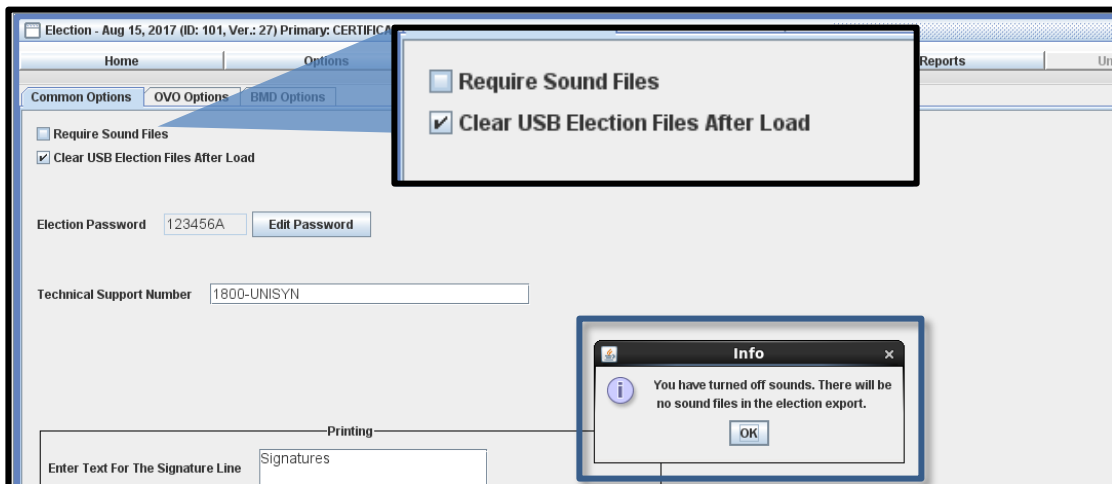 Election - Aug 15, 2017 (ID: 101, Ver.: 27) Primary: CERTIFICA
Home Options Reports Un
Common Options OVO Options BMD Options
Require Sound Files
Clear USB Election Files After Load
Require Sound Files
Clear USB Election Files After Load
Election Password 123456A Edit Password
Technical Support Number 1800-UNISYN
Info
You have turned off sounds. There will be
no sound files in the election export.
OK
Printing
Enter Text For The Signature Line Signatures